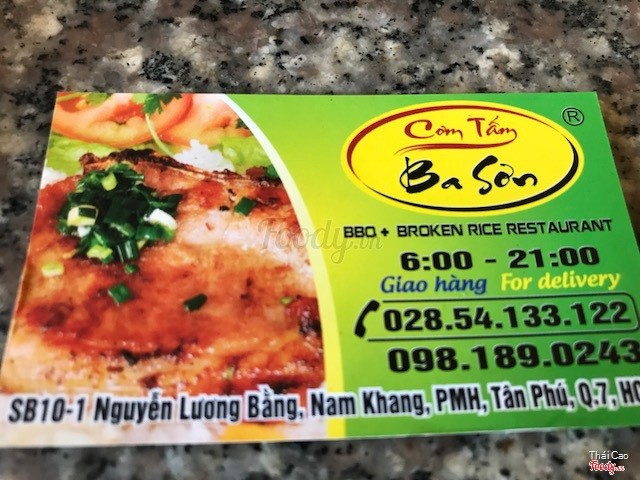 ®
Cơm Tấm
Ba Sôn
BBQ + BROKEN RICE RESTAURANT
6:00 - 21:00
Giao hàng For delivery
028.54.133.122
098.189.0243
SB10-1 Nguyễn Lương Bằng, Nam Khang, PMH, Tân Phú, Q.7,
Foody.vn
Thái Cao
Foody.vn